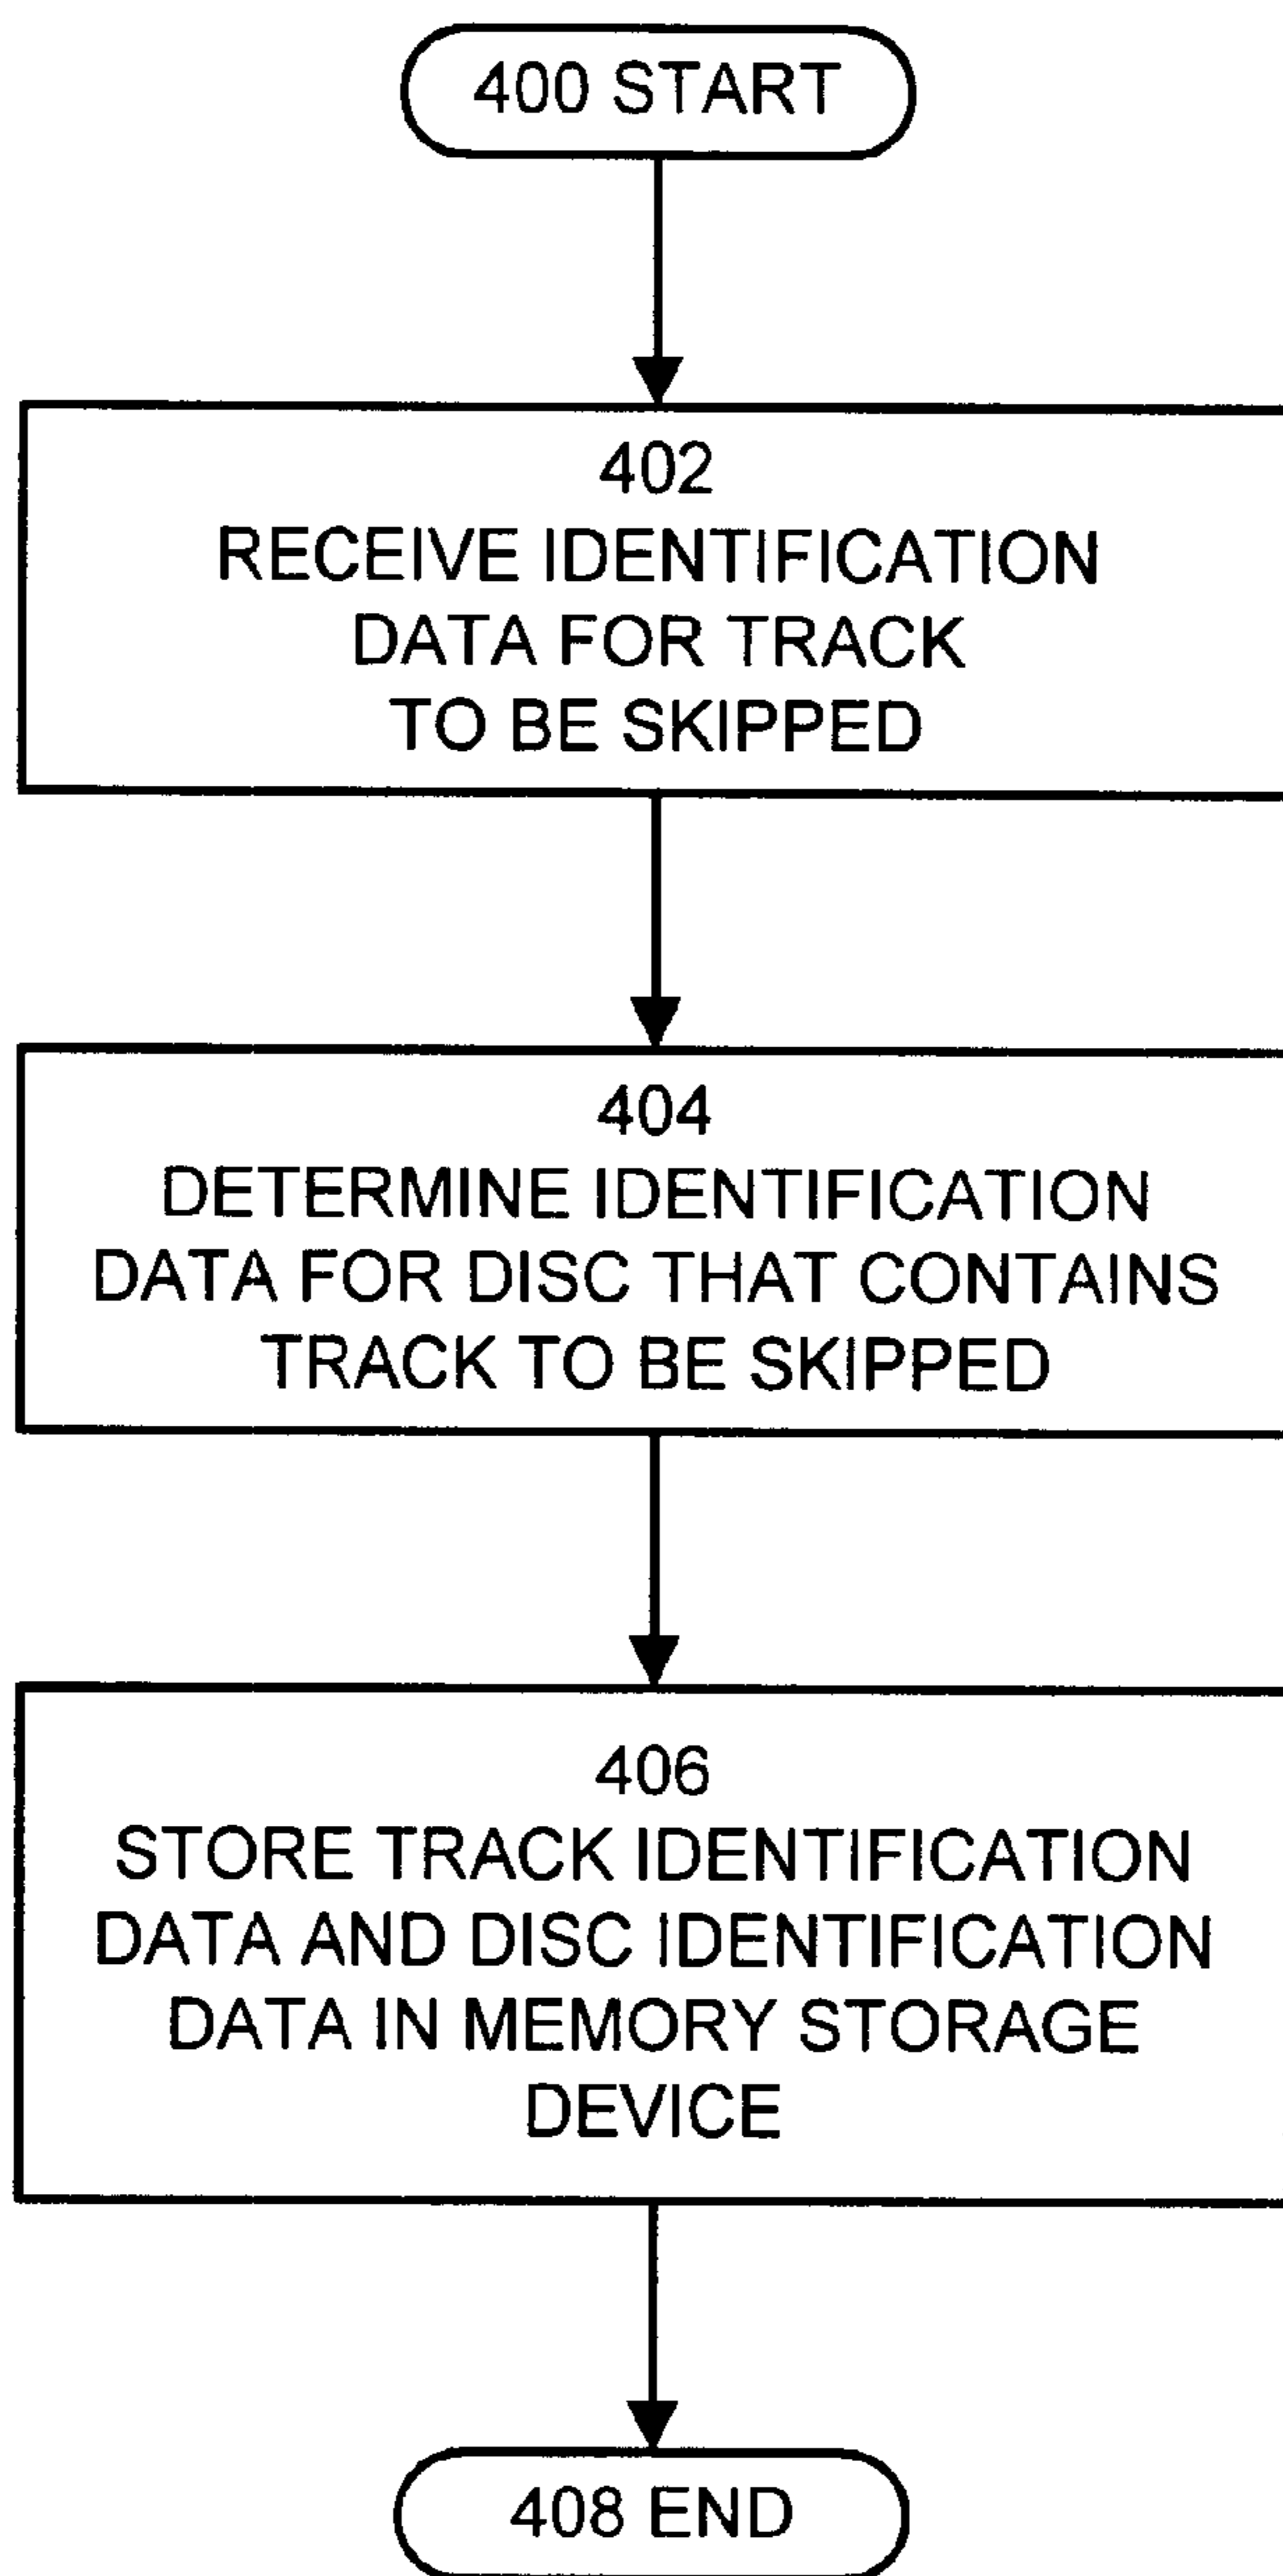 400 START
402
RECEIVE IDENTIFICATION
DATA FOR TRACK
TO BE SKIPPED
404
DETERMINE IDENTIFICATION
DATA FOR DISC THAT CONTAINS
TRACK TO BE SKIPPED
406
STORE TRACK IDENTIFICATION
DATA AND DISC IDENTIFICATION
DATA IN MEMORY STORAGE
DEVICE
408 END